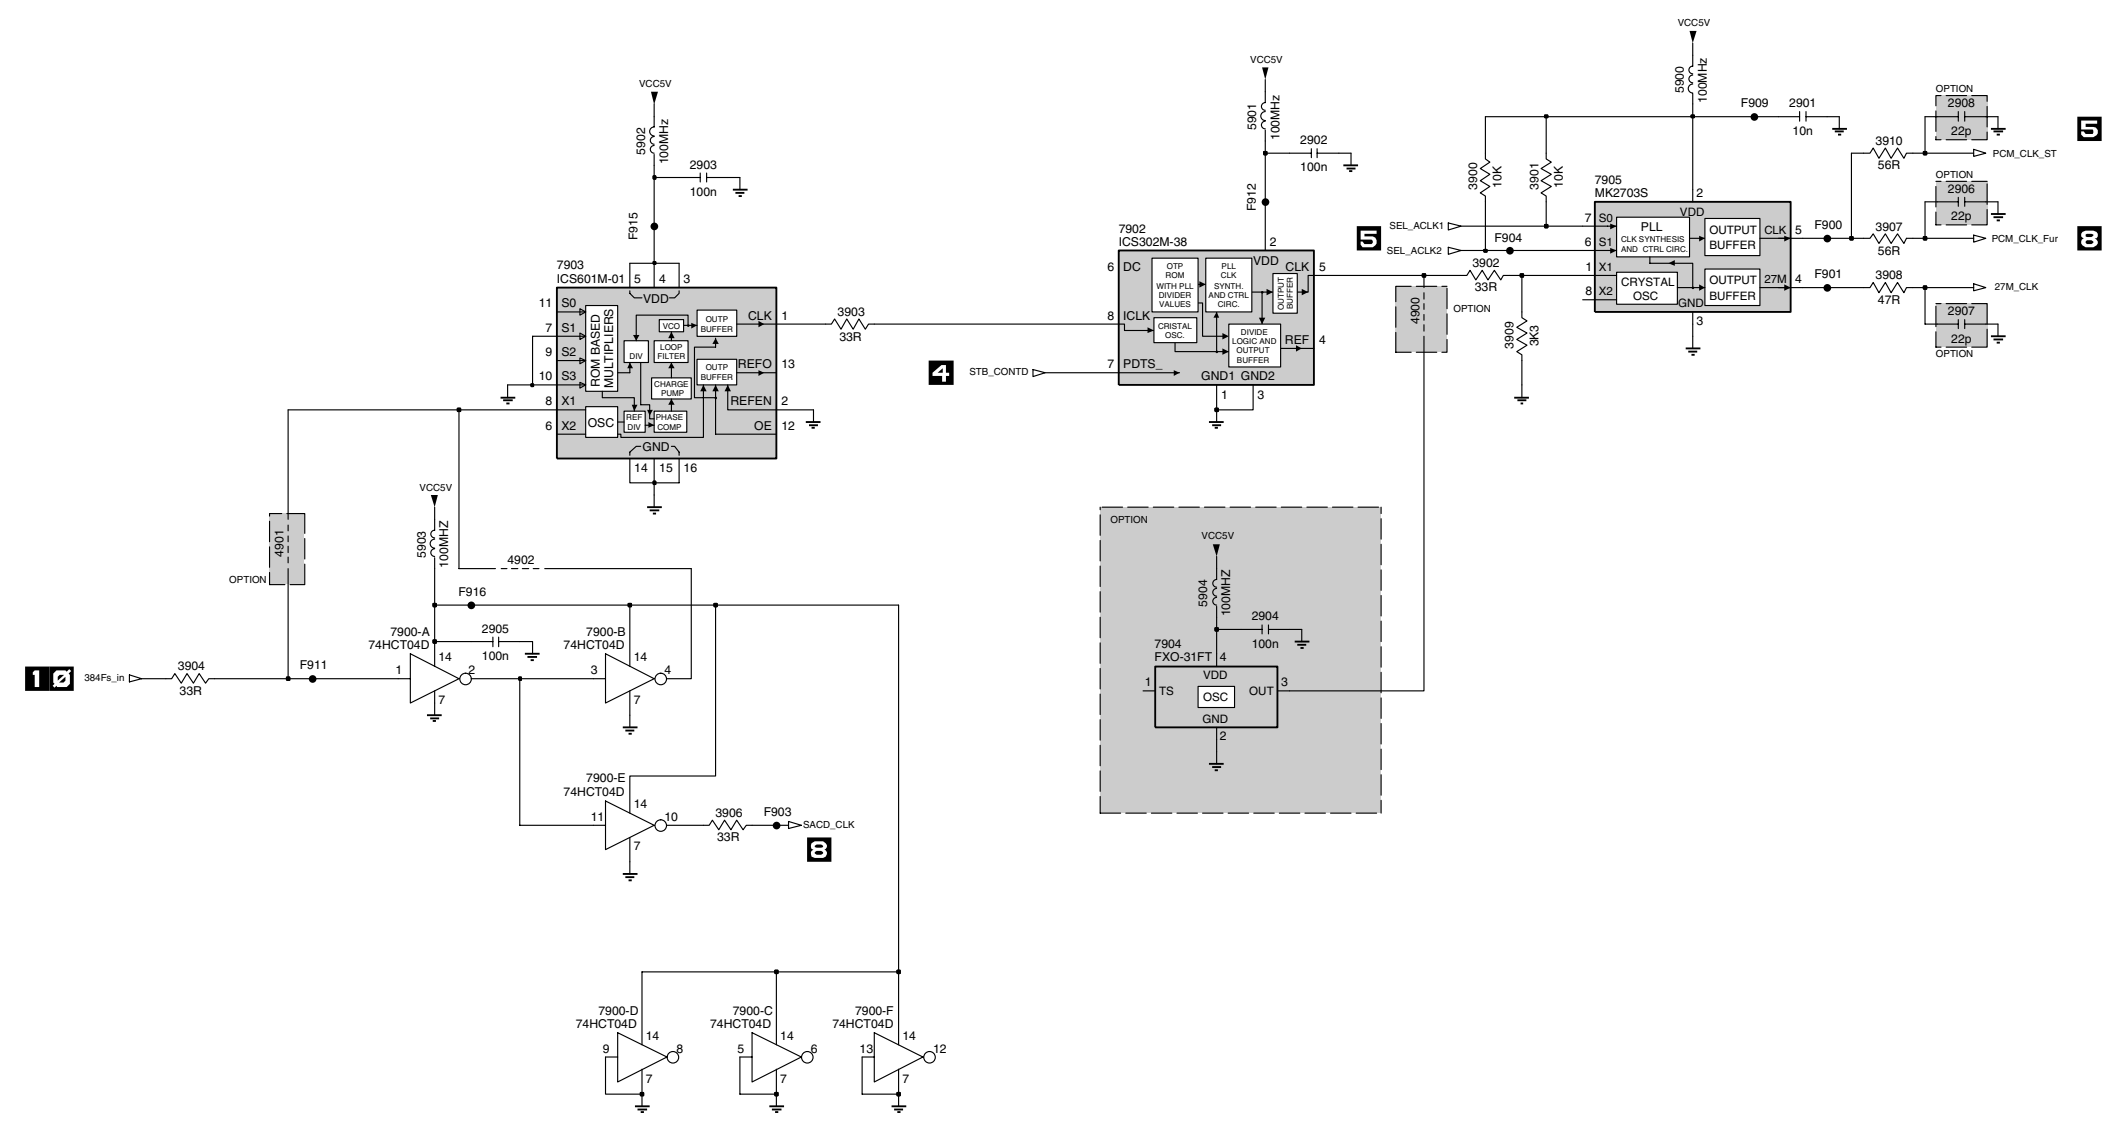 VCC5V
5902
100MHz
2903
100n
F915
7903
ICS601M-01
5
4
3
VDD
11
S0
7
S1
9
S2
10
S3
8
X1
6
X2
ROM BASED
MULTIPLIERS
VCO
OUTP
BUFFER
DIV
LOOP
FILTER
CHARGE
PUMP
OUTP
BUFFER
OSC
REF
DIV
PHASE
COMP
CLK
1
REFO
13
REFEN
2
OE
12
GND
14
15
16
3903
33R
VCC5V
5901
100MHz
2902
100n
F912
7902
ICS302M-38
2
6
DC
VDD
CLK
5
OTP
ROM
WITH PLL
DIVIDER
VALUES
PLL
CLK
SYNTH.
AND CTRL
CIRC.
OUTPUT
BUFFER
8
ICLK
CRISTAL
OSC.
DIVIDE
LOGIC AND
OUTPUT
BUFFER
REF
4
4
STB_CONTD
7
PDTS_
GND1
GND2
1
3
VCC5V
5900
100MHz
F909
2901
10n
3900
10K
3901
10K
7905
MK2703S
2
VDD
SEL_ACLK1
7
S0
5
SEL_ACLK2
F904
6
S1
3902
33R
1
X1
8
X2
PLL
CLK SYNTHESIS
AND CTRL CIRC.
OUTPUT
BUFFER
CRYSTAL
OSC
OUTPUT
BUFFER
CLK
5
27M
4
GND
3
4900
OPTION
3909
3K3
F900
F901
OPTION
2908
22p
3910
56R
PCM_CLK_ST
5
OPTION
2906
22p
3907
56R
PCM_CLK_Fur
8
3908
47R
27M_CLK
2907
22p
OPTION
4901
OPTION
VCC5V
5903
100MHZ
4902
F916
7900-A
74HCT04D
2905
100n
14
1
2
7
7900-B
74HCT04D
14
3
4
7
10
384Fs_in
3904
33R
F911
7900-E
74HCT04D
14
11
10
7
3906
33R
F903
SACD_CLK
8
OPTION
VCC5V
5904
100MHZ
2904
100n
7904
FXO-31FT
4
VDD
1
TS
OSC
OUT
3
GND
2
7900-D
74HCT04D
14
9
8
7
7900-C
74HCT04D
14
5
6
7
7900-F
74HCT04D
14
13
12
7